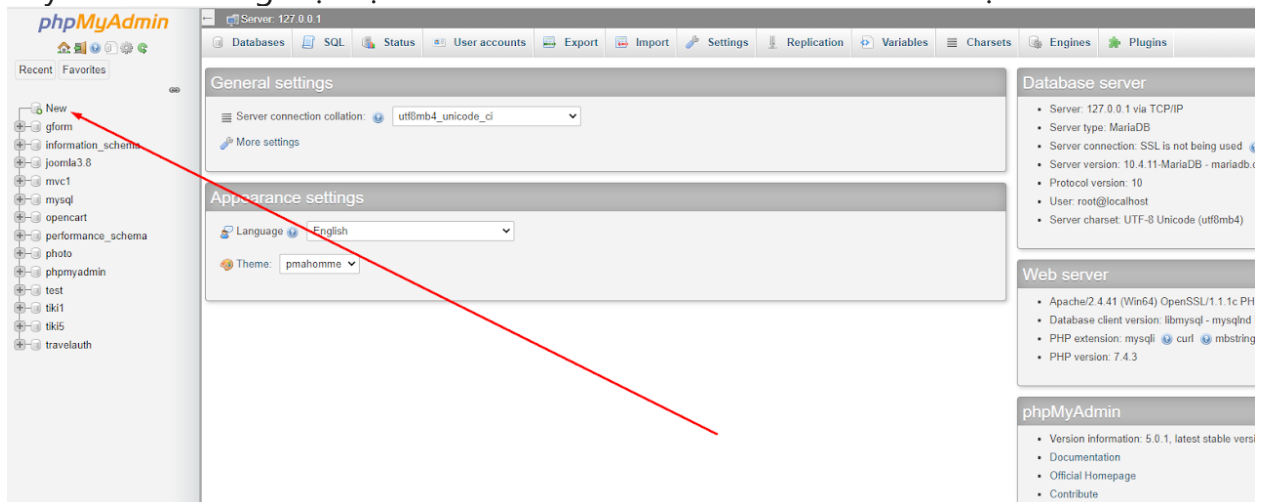 phpMyAdmin
Recent Favorites
New
gform
information_schema
joomla3.8
mvc1
mysql
opencart
performance_schema
photo
phpmyadmin
test
tiki1
tiki5
travelauth
Server: 127.0.0.1
Databases SQL Status User accounts Export Import Settings Replication Variables Charsets Engines Plugins
General settings
Server connection collation: utf8mb4_unicode_ci
More settings
Appearance settings
Language English
Theme: pmahomme
Database server
Server: 127.0.0.1 via TCP/IP
Server type: MariaDB
Server connection: SSL is not being used
Server version: 10.4.11-MariaDB - mariadb.
Protocol version: 10
User: root@localhost
Server charset: UTF-8 Unicode (utf8mb4)
Web server
Apache/2.4.41 (Win64) OpenSSL/1.1.1c PH
Database client version: libmysql - mysqlnd
PHP extension: mysqli curl mbstring
PHP version: 7.4.3
phpMyAdmin
Version information: 5.0.1, latest stable versi
Documentation
Official Homepage
Contribute